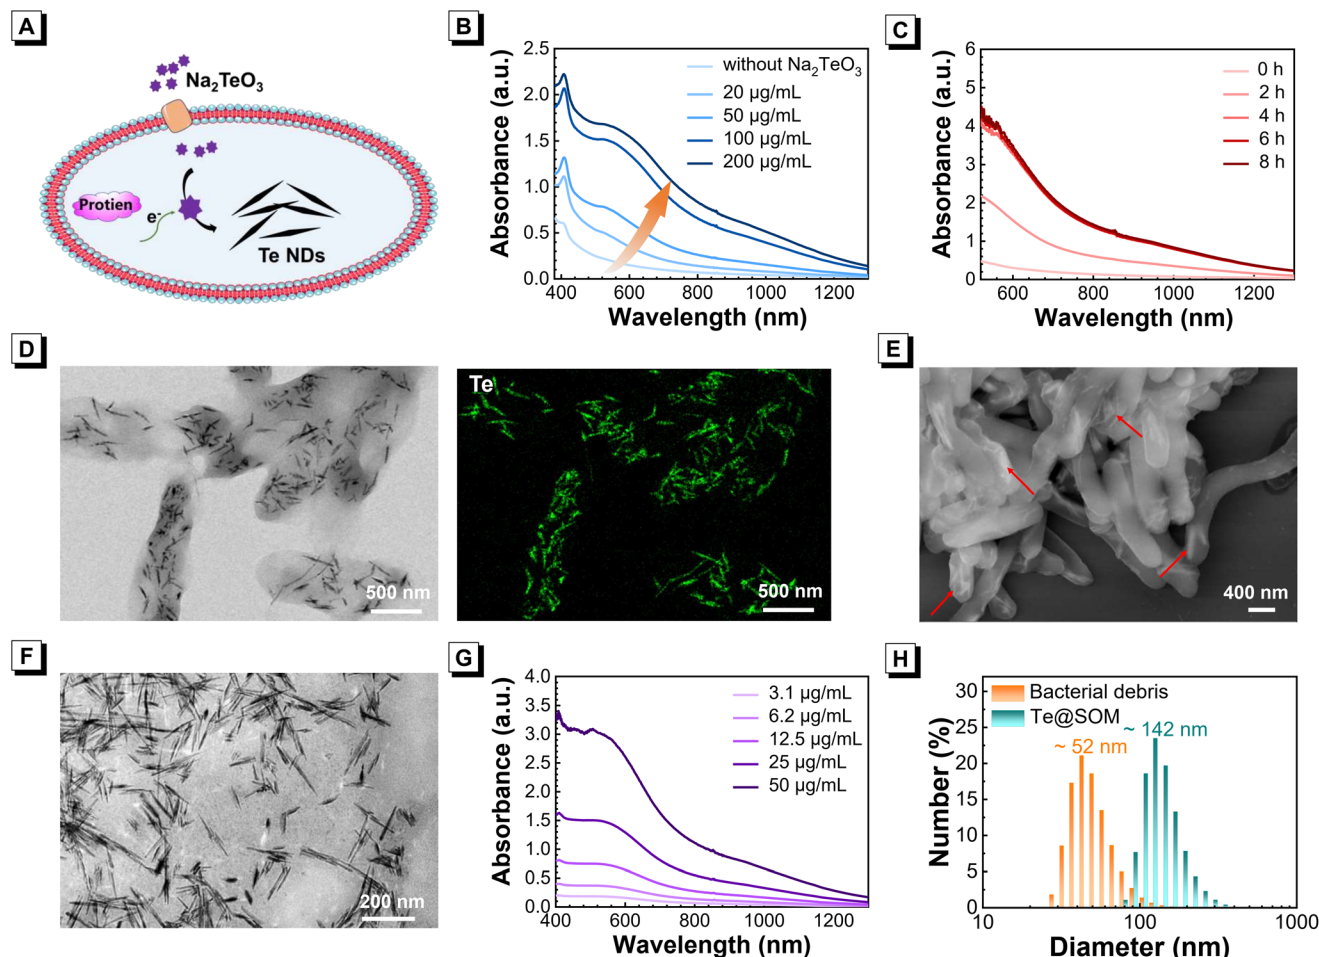 A
Na₂TeO₃
Protien
e⁻
Te NDs
B
Absorbance (a.u.)
2.5
2.0
1.5
1.0
0.5
0.0
without Na₂TeO₃
20 µg/mL
50 µg/mL
100 µg/mL
200 µg/mL
400 600 800 1000 1200
Wavelength (nm)
C
Absorbance (a.u.)
6
5
4
3
2
1
0
0 h
2 h
4 h
6 h
8 h
600 800 1000 1200
Wavelength (nm)
D
500 nm
Te
500 nm
E
400 nm
F
200 nm
G
Absorbance (a.u.)
4.0
3.5
3.0
2.5
2.0
1.5
1.0
0.5
0.0
3.1 µg/mL
6.2 µg/mL
12.5 µg/mL
25 µg/mL
50 µg/mL
400 600 800 1000 1200
Wavelength (nm)
H
Number (%)
30
25
20
15
10
5
0
Bacterial debris
Te@SOM
~ 52 nm
~ 142 nm
10 100 1000
Diameter (nm)